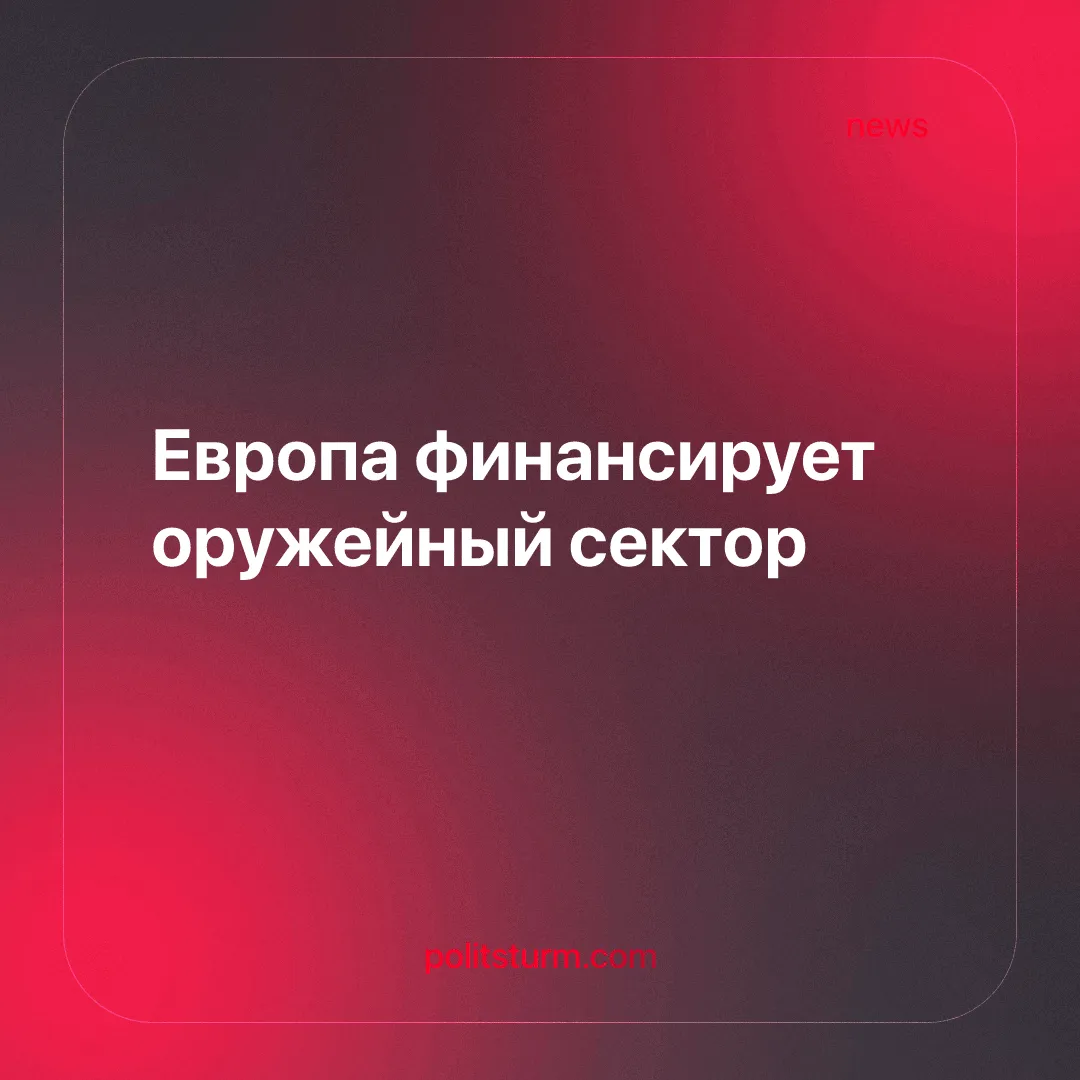 news
Европа финансирует
оружейный сектор
politsturm.com